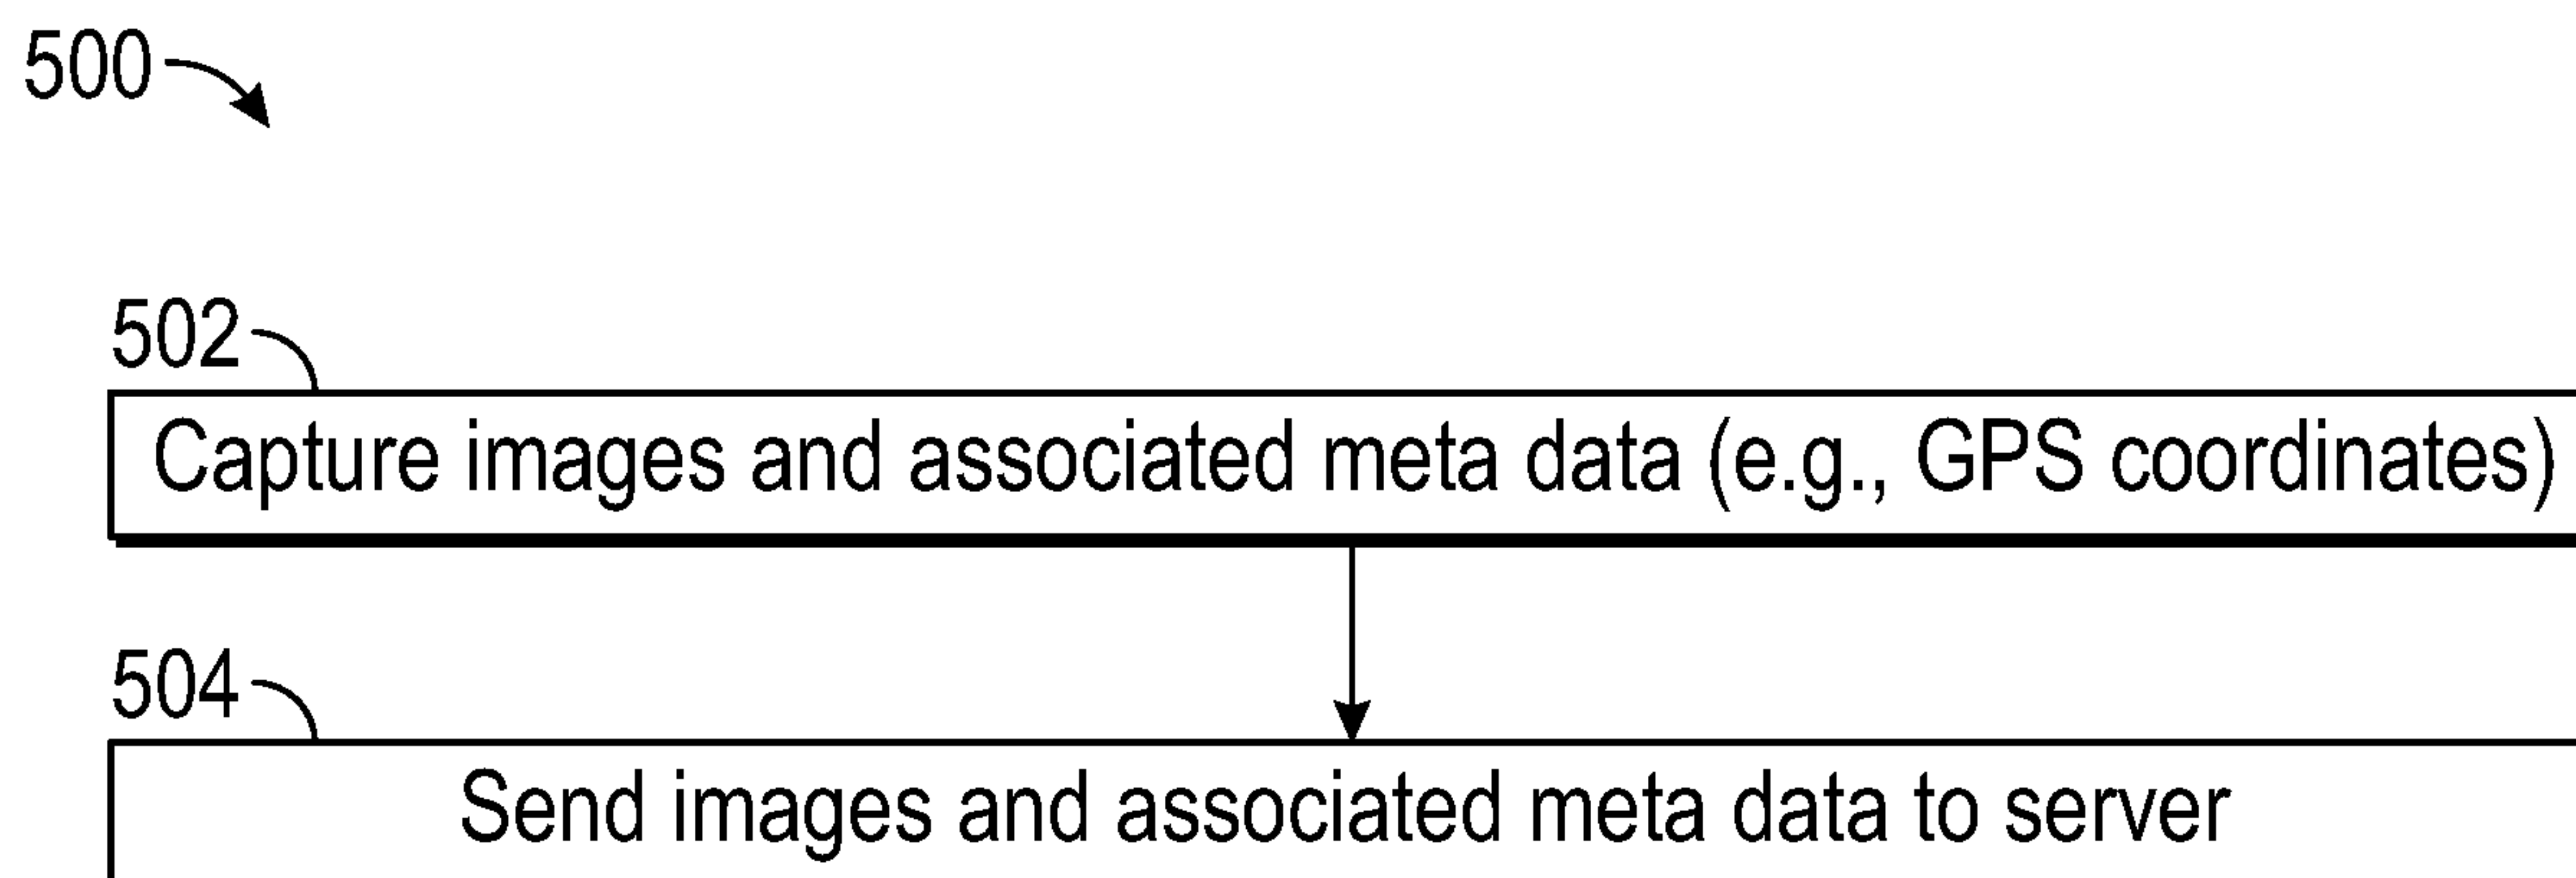 500
502
Capture images and associated meta data (e.g., GPS coordinates)
504
Send images and associated meta data to server